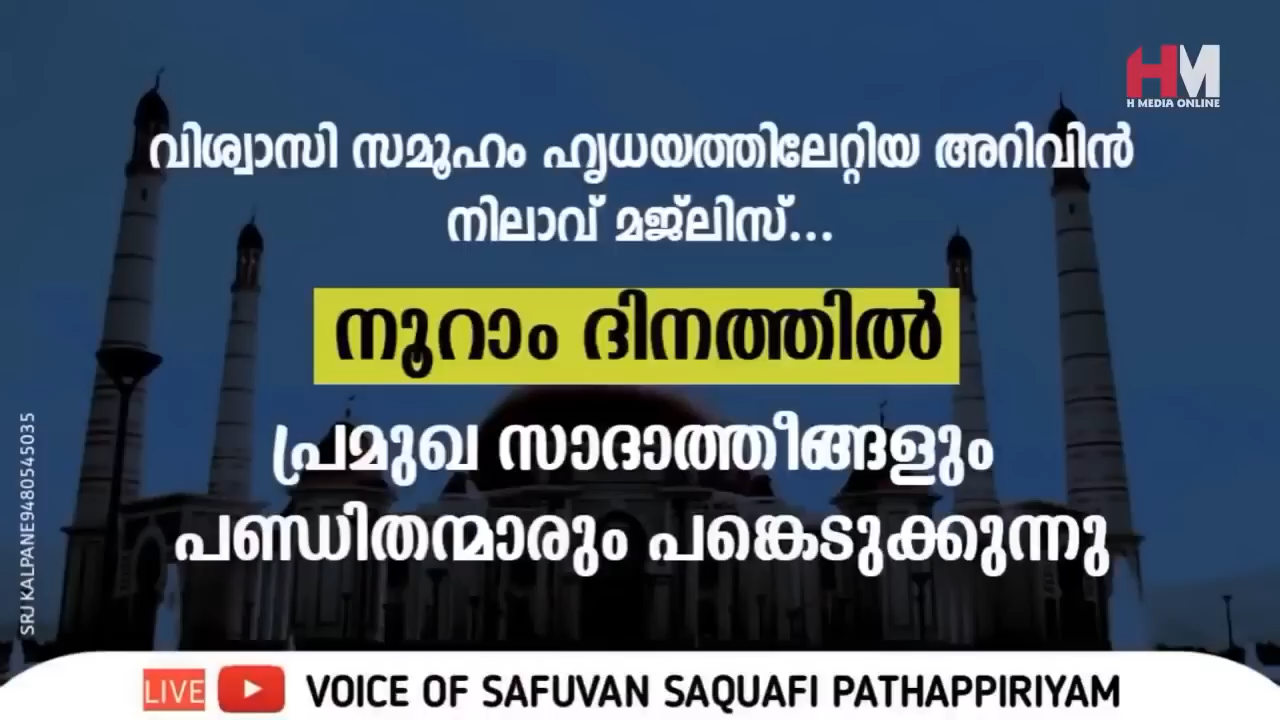 HM
H MEDIA ONLINE
വിശ്വാസി സമൂഹം ഹൃധയത്തിലേറ്റിയ അറിവിൻ
നിലാവ് മജ്ലിസ്...
നൂറാം ദിനത്തിൽ
പ്രമുഖ സാദാത്തീങ്ങളും
പണ്ഡിതന്മാരും പങ്കെടുക്കുന്നു
SRJ KALPANE9480545035
LIVE VOICE OF SAFUVAN SAQUAFI PATHAPPIRIYAM